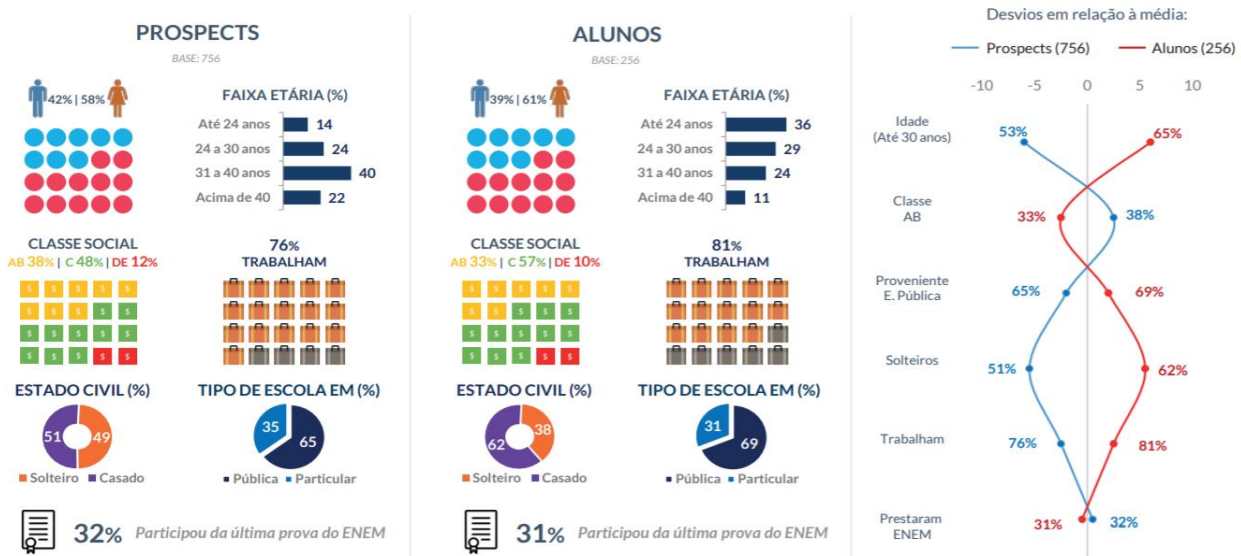 PROSPECTS
BASE: 756
42% | 58%
FAIXA ETÁRIA (%)
Até 24 anos 14
24 a 30 anos 24
31 a 40 anos 40
Acima de 40 22
CLASSE SOCIAL
AB 38% | C 48% | DE 12%
76%
TRABALHAM
$ $ $ $ $
$ $ $ $ $
$ $ $ $ $
$ $ $ $ $
ESTADO CIVIL (%)
51 49
Solteiro Casado
TIPO DE ESCOLA EM (%)
35 65
Pública Particular
32% Participou da última prova do ENEM
ALUNOS
BASE: 256
39% | 61%
FAIXA ETÁRIA (%)
Até 24 anos 36
24 a 30 anos 29
31 a 40 anos 24
Acima de 40 11
CLASSE SOCIAL
AB 33% | C 57% | DE 10%
81%
TRABALHAM
$ $ $ $ $
$ $ $ $ $
$ $ $ $ $
$ $ $ $ $
ESTADO CIVIL (%)
62 38
Solteiro Casado
TIPO DE ESCOLA EM (%)
31 69
Pública Particular
31% Participou da última prova do ENEM
Desvios em relação à média:
Prospects (756) Alunos (256)
-10 -5 0 5 10
Idade
(Até 30 anos)
53% 65%
Classe
AB
33% 38%
Proveniente
E. Pública
65% 69%
Solteiros
51% 62%
Trabalham
76% 81%
Prestaram
ENEM
31% 32%